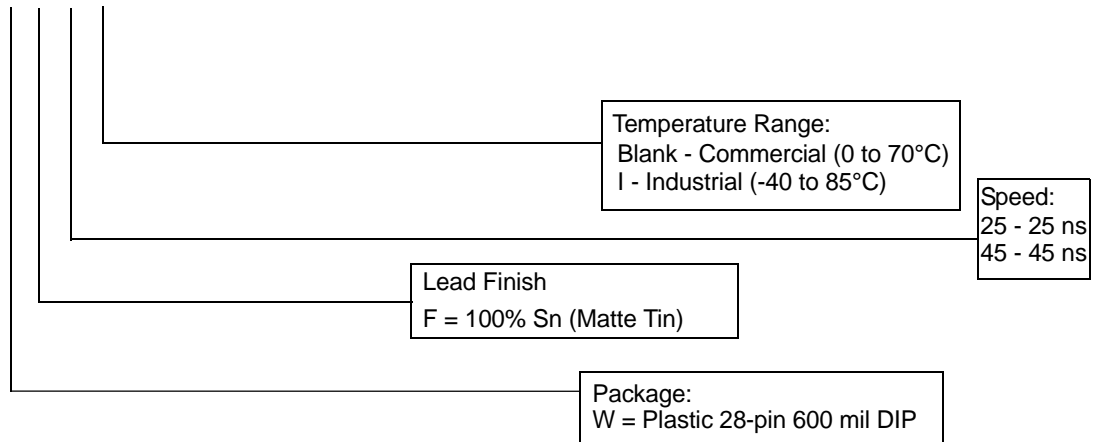 Temperature Range:
Blank - Commercial (0 to 70°C)
I - Industrial (-40 to 85°C)
Speed:
25 - 25 ns
45 - 45 ns
Lead Finish
F = 100% Sn (Matte Tin)
Package:
W = Plastic 28-pin 600 mil DIP